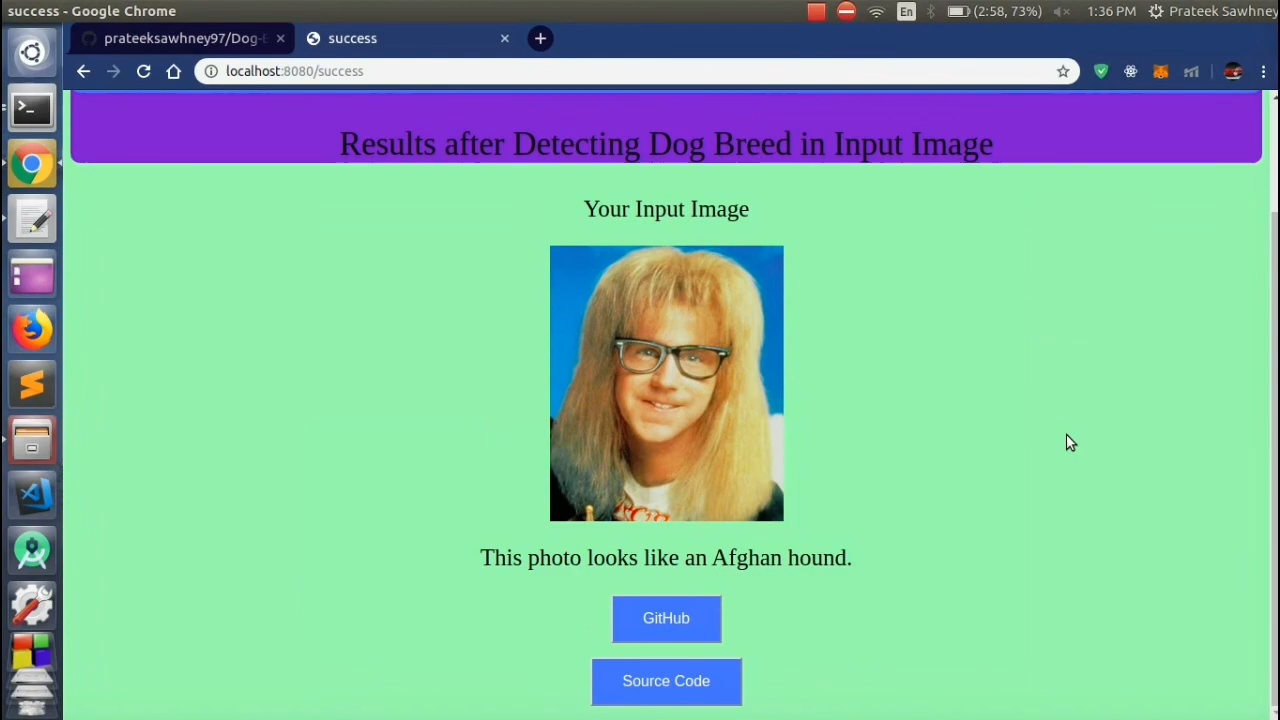 success - Google Chrome
En
(2:58, 73%)
1:36 PM
Prateek Sawhney
prateeksawhney97/Dog-
success
localhost:8080/success
Results after Detecting Dog Breed in Input Image
Your Input Image
This photo looks like an Afghan hound.
GitHub
Source Code